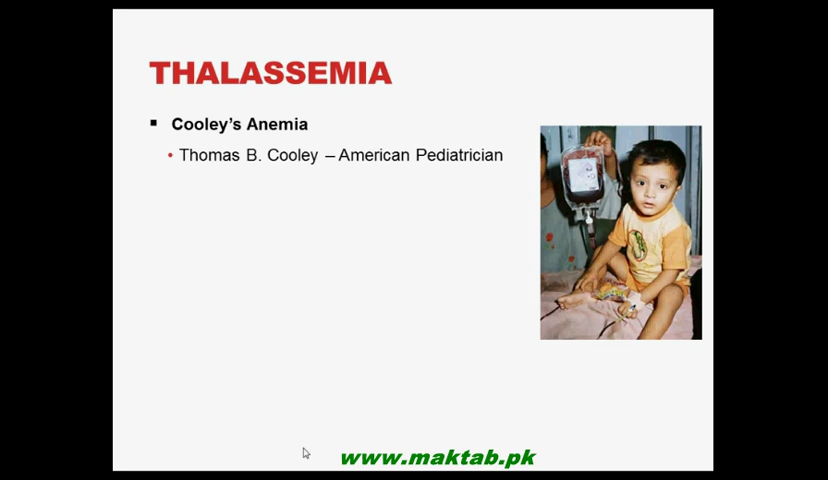 THALASSEMIA
Cooley's Anemia
Thomas B. Cooley – American Pediatrician
www.maktab.pk